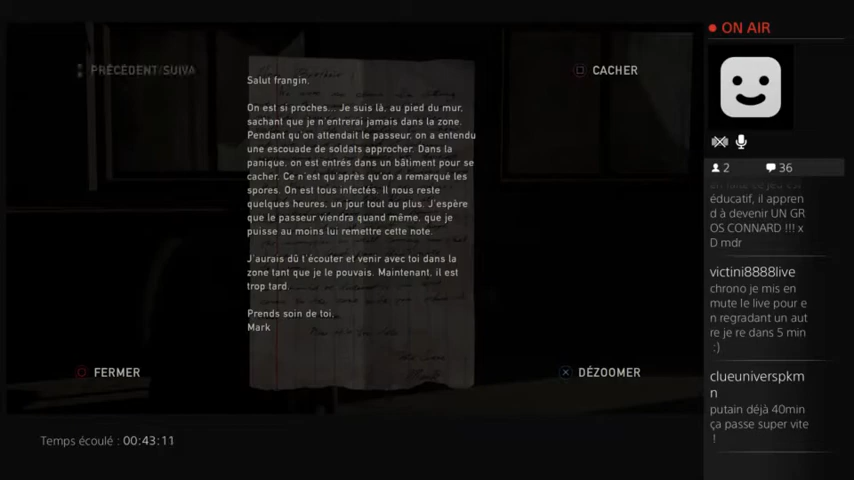 PRÉCÉDENT/SUIVA
CACHER
Salut frangin.
On est si proches... Je suis là, au pied du mur,
sachant que je n'entrerai jamais dans la zone.
Pendant qu'on attendait le passeur, on a entendu
une escouade de soldats approcher. Dans la
panique, on est entrés dans un bâtiment pour se
cacher. Ce n'est qu'après qu'on a remarqué les
spores. On est tous infectés. Il nous reste
quelques heures, un jour tout au plus. J'espère
que le passeur viendra quand même, que je
puisse au moins lui remettre cette note.
J'aurais dû t'écouter et venir avec toi dans la
zone tant que je le pouvais. Maintenant, il est
trop tard.
Prends soin de toi.
Mark
FERMER
DÉZOOMER
Temps écoulé : 00:43:11
ON AIR
2
36
en faite ce jeu est
éducatif, il appren
d à devenir UN GR
OS CONNARD !!! x
D mdr
victini8888live
chrono je mis en
mute le live pour e
n regradant un aut
re je re dans 5 min
:)
clueuniverspkm
n
putain déjà 40min
ça passe super vite
!